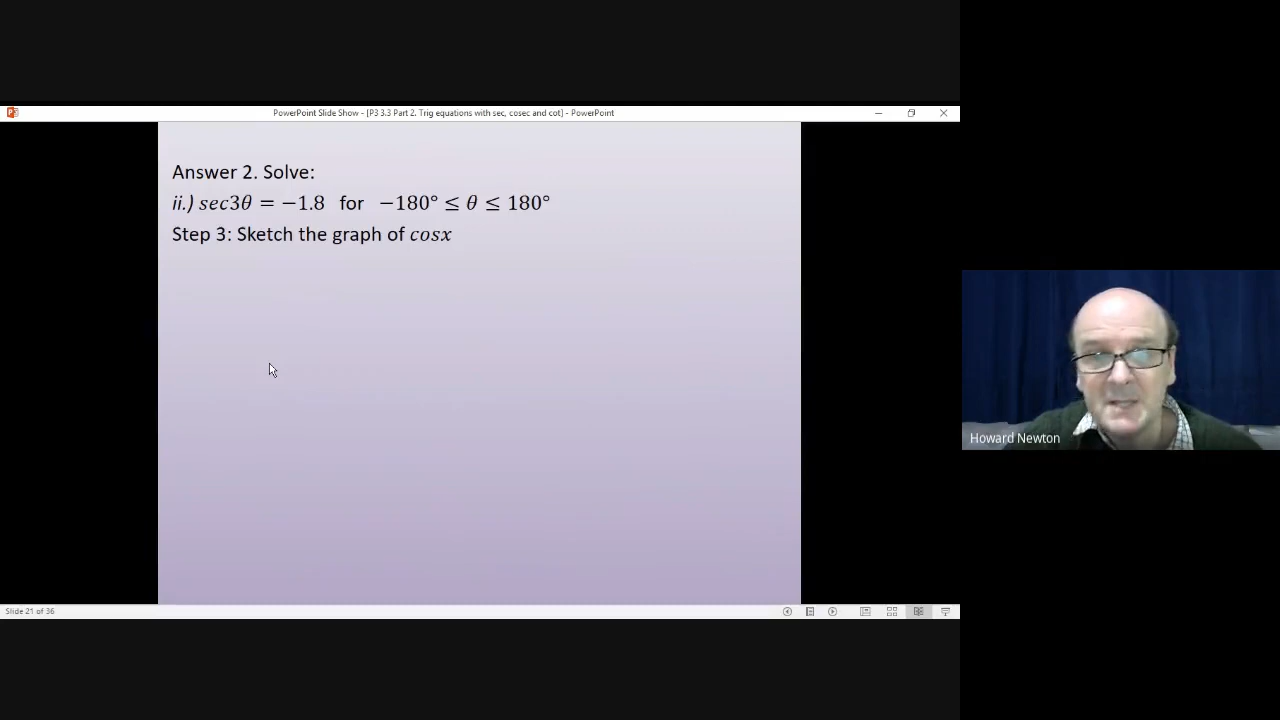 PowerPoint Slide Show - [P3 3.3 Part 2. Trig equations with sec, cosec and cot] - PowerPoint
Answer 2. Solve:
ii.) sec3θ = −1.8 for −180° ≤ θ ≤ 180°
Step 3: Sketch the graph of cosx
Howard Newton
Slide 21 of 36